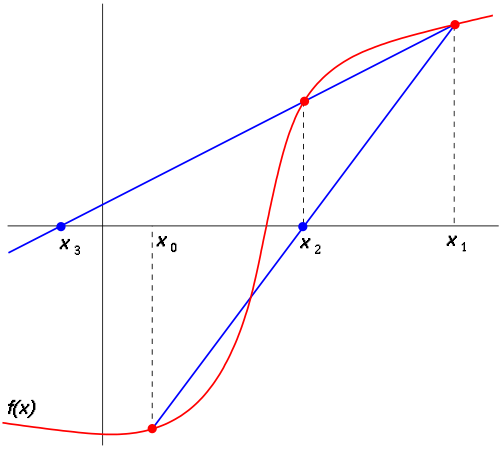 x₃ x₀ x₂ x₁
f(x)